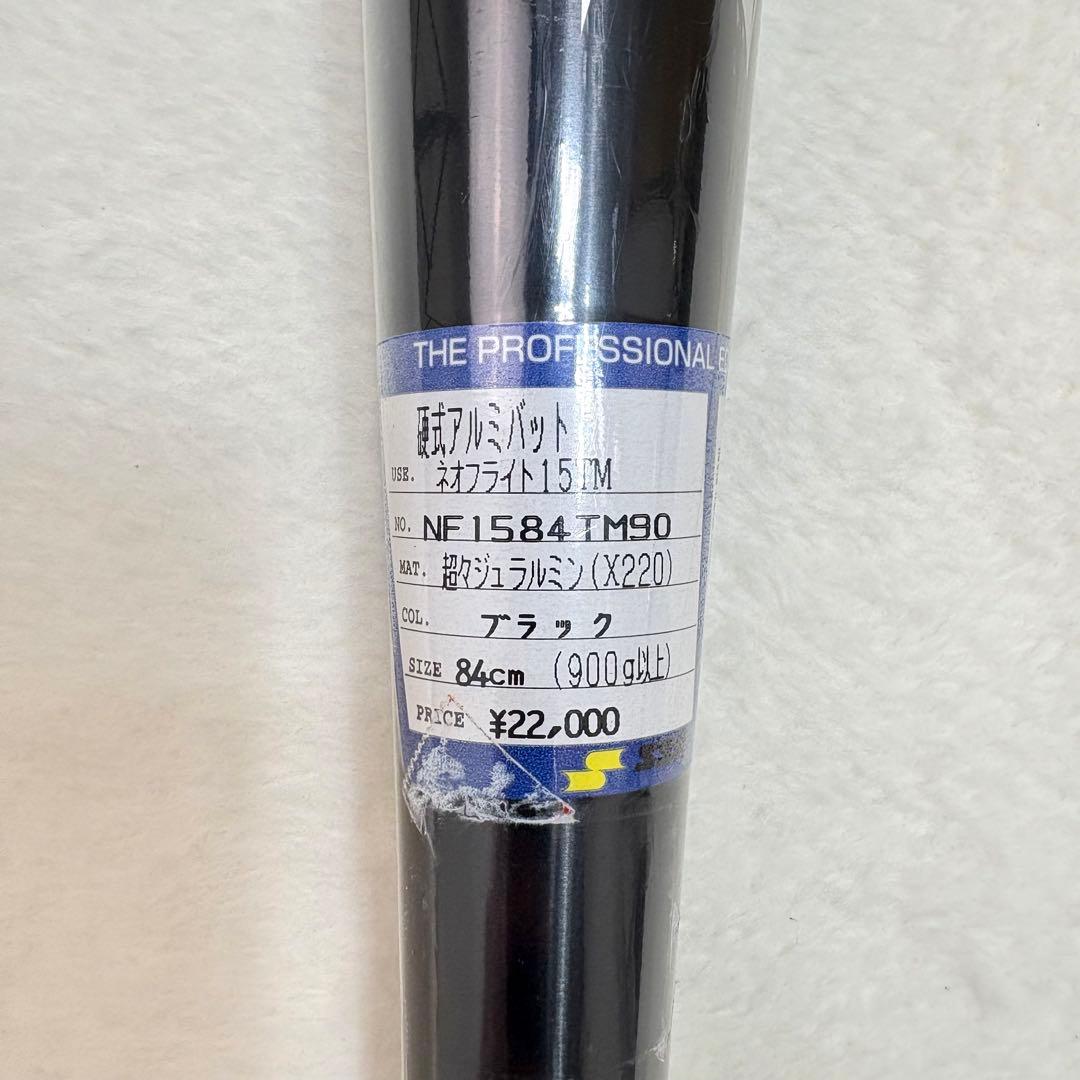 THE PROFESSIONAL
硬式アルミバット
USE. ネオフライト15TM
NO. NF1584TM90
MAT. 超々ジュラルミン(X220)
COL. ブラック
SIZE 84cm (900g以上)
PRICE ¥22,000
SSK